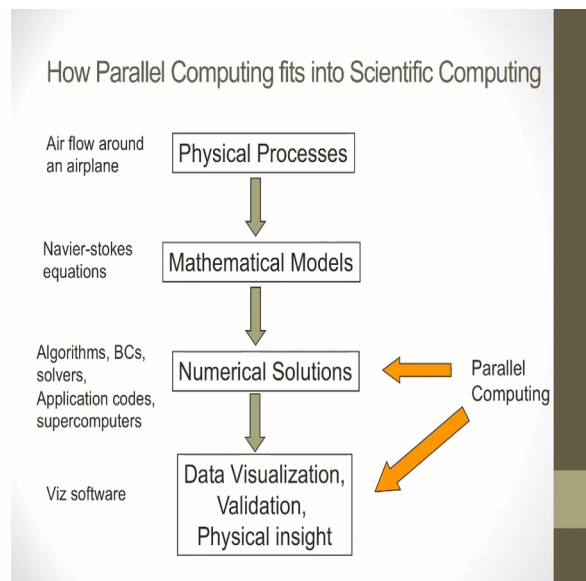 How Parallel Computing fits into Scientific Computing
Air flow around
an airplane
Physical Processes
Navier-stokes
equations
Mathematical Models
Algorithms, BCs,
solvers,
Application codes,
supercomputers
Numerical Solutions
Parallel
Computing
Viz software
Data Visualization,
Validation,
Physical insight